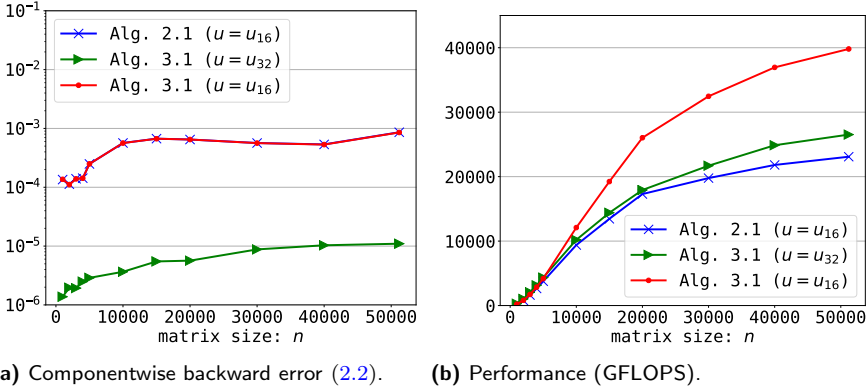 10⁻¹
10⁻²
10⁻³
10⁻⁴
10⁻⁵
10⁻⁶
Alg. 2.1 (u = u₁₆)
Alg. 3.1 (u = u₃₂)
Alg. 3.1 (u = u₁₆)
0 10000 20000 30000 40000 50000
matrix size: n
a) Componentwise backward error (2.2).
40000
30000
20000
10000
0
Alg. 2.1 (u = u₁₆)
Alg. 3.1 (u = u₃₂)
Alg. 3.1 (u = u₁₆)
0 10000 20000 30000 40000 50000
matrix size: n
(b) Performance (GFLOPS).